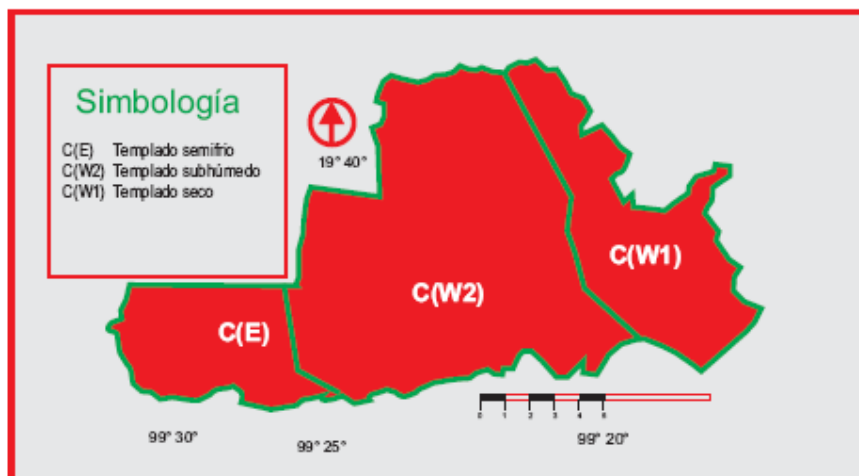 Simbología
C(E) Templado semifrio
C(W2) Templado subhúmedo
C(W1) Templado seco
19° 40°
C(W1)
C(W2)
C(E)
0 1 2 3 4 5
99° 30°
99° 25°
99° 20°